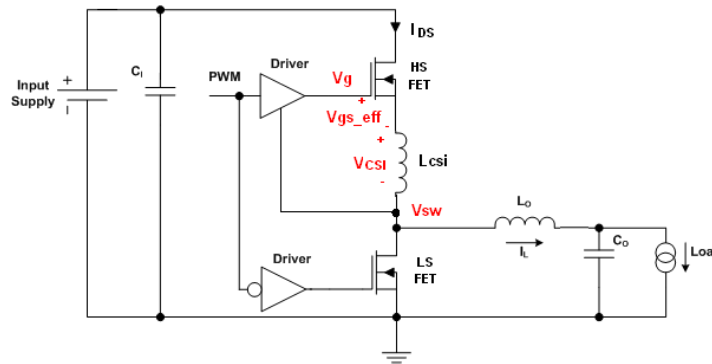 IDS
Driver
HS
FET
Vg
PWM
CI
Input
Supply
+
+
Vgs_eff
-
+
VCSI
-
Lcsi
Vsw
LO
IL
CO
Loa
Driver
LS
FET